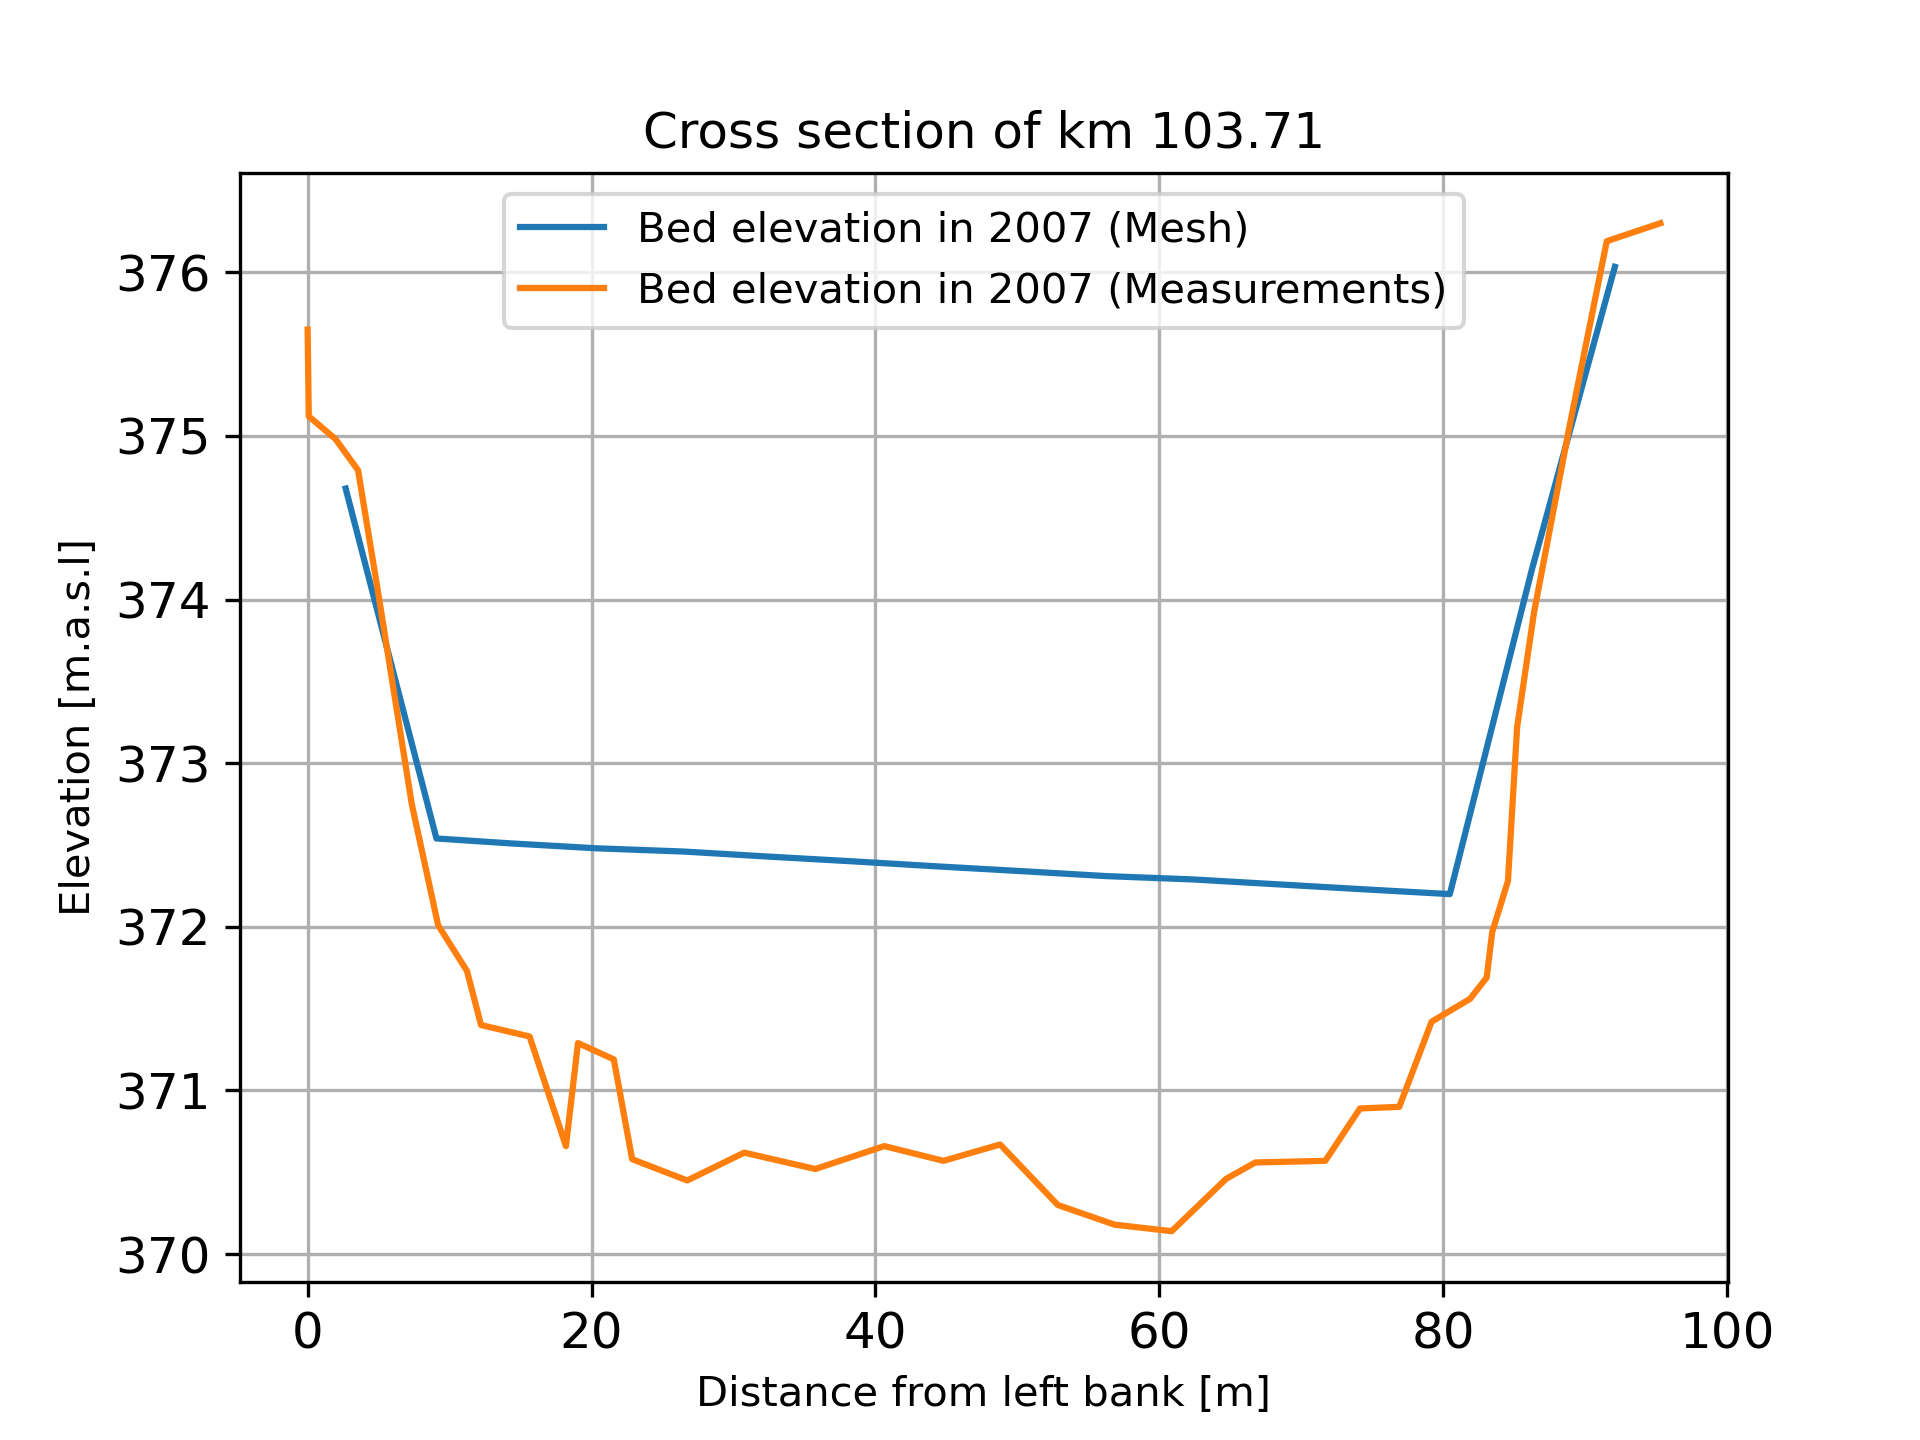 Cross section of km 103.71
Bed elevation in 2007 (Mesh)
Bed elevation in 2007 (Measurements)
Elevation [m.a.s.l]
376
375
374
373
372
371
370
0 20 40 60 80 100
Distance from left bank [m]